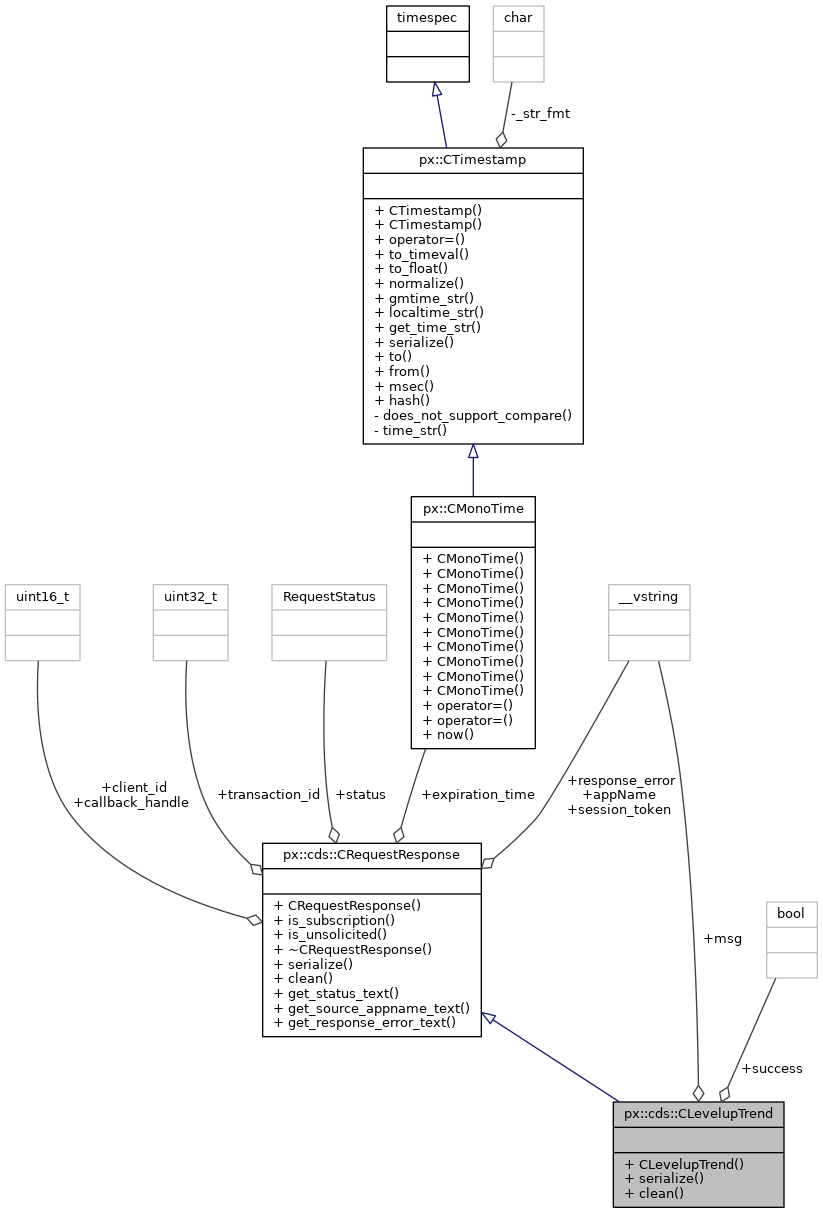 timespec
char
-_str_fmt
px::CTimestamp
+ CTimestamp()
+ CTimestamp()
+ operator=()
+ to_timeval()
+ to_float()
+ normalize()
+ gmtime_str()
+ localtime_str()
+ get_time_str()
+ serialize()
+ to()
+ from()
+ msec()
+ hash()
- does_not_support_compare()
- time_str()
px::CMonoTime
+ CMonoTime()
+ CMonoTime()
+ CMonoTime()
+ CMonoTime()
+ CMonoTime()
+ CMonoTime()
+ CMonoTime()
+ CMonoTime()
+ CMonoTime()
+ CMonoTime()
+ operator=()
+ operator=()
+ now()
uint16_t
uint32_t
RequestStatus
__vstring
+client_id
+callback_handle
+transaction_id
+status
+expiration_time
+response_error
+appName
+session_token
px::cds::CRequestResponse
+ CRequestResponse()
+ is_subscription()
+ is_unsolicited()
+ ~CRequestResponse()
+ serialize()
+ clean()
+ get_status_text()
+ get_source_appname_text()
+ get_response_error_text()
bool
+msg
+success
px::cds::CLevelupTrend
+ CLevelupTrend()
+ serialize()
+ clean()